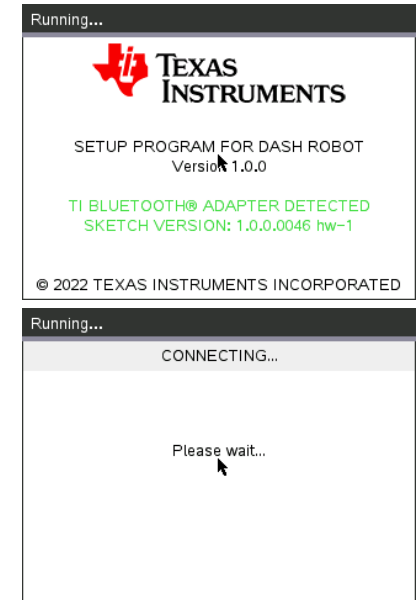 Running...
TEXAS
INSTRUMENTS
SETUP PROGRAM FOR DASH ROBOT
Version 1.0.0
TI BLUETOOTH® ADAPTER DETECTED
SKETCH VERSION: 1.0.0.0046 hw-1
© 2022 TEXAS INSTRUMENTS INCORPORATED
Running...
CONNECTING...
Please wait...